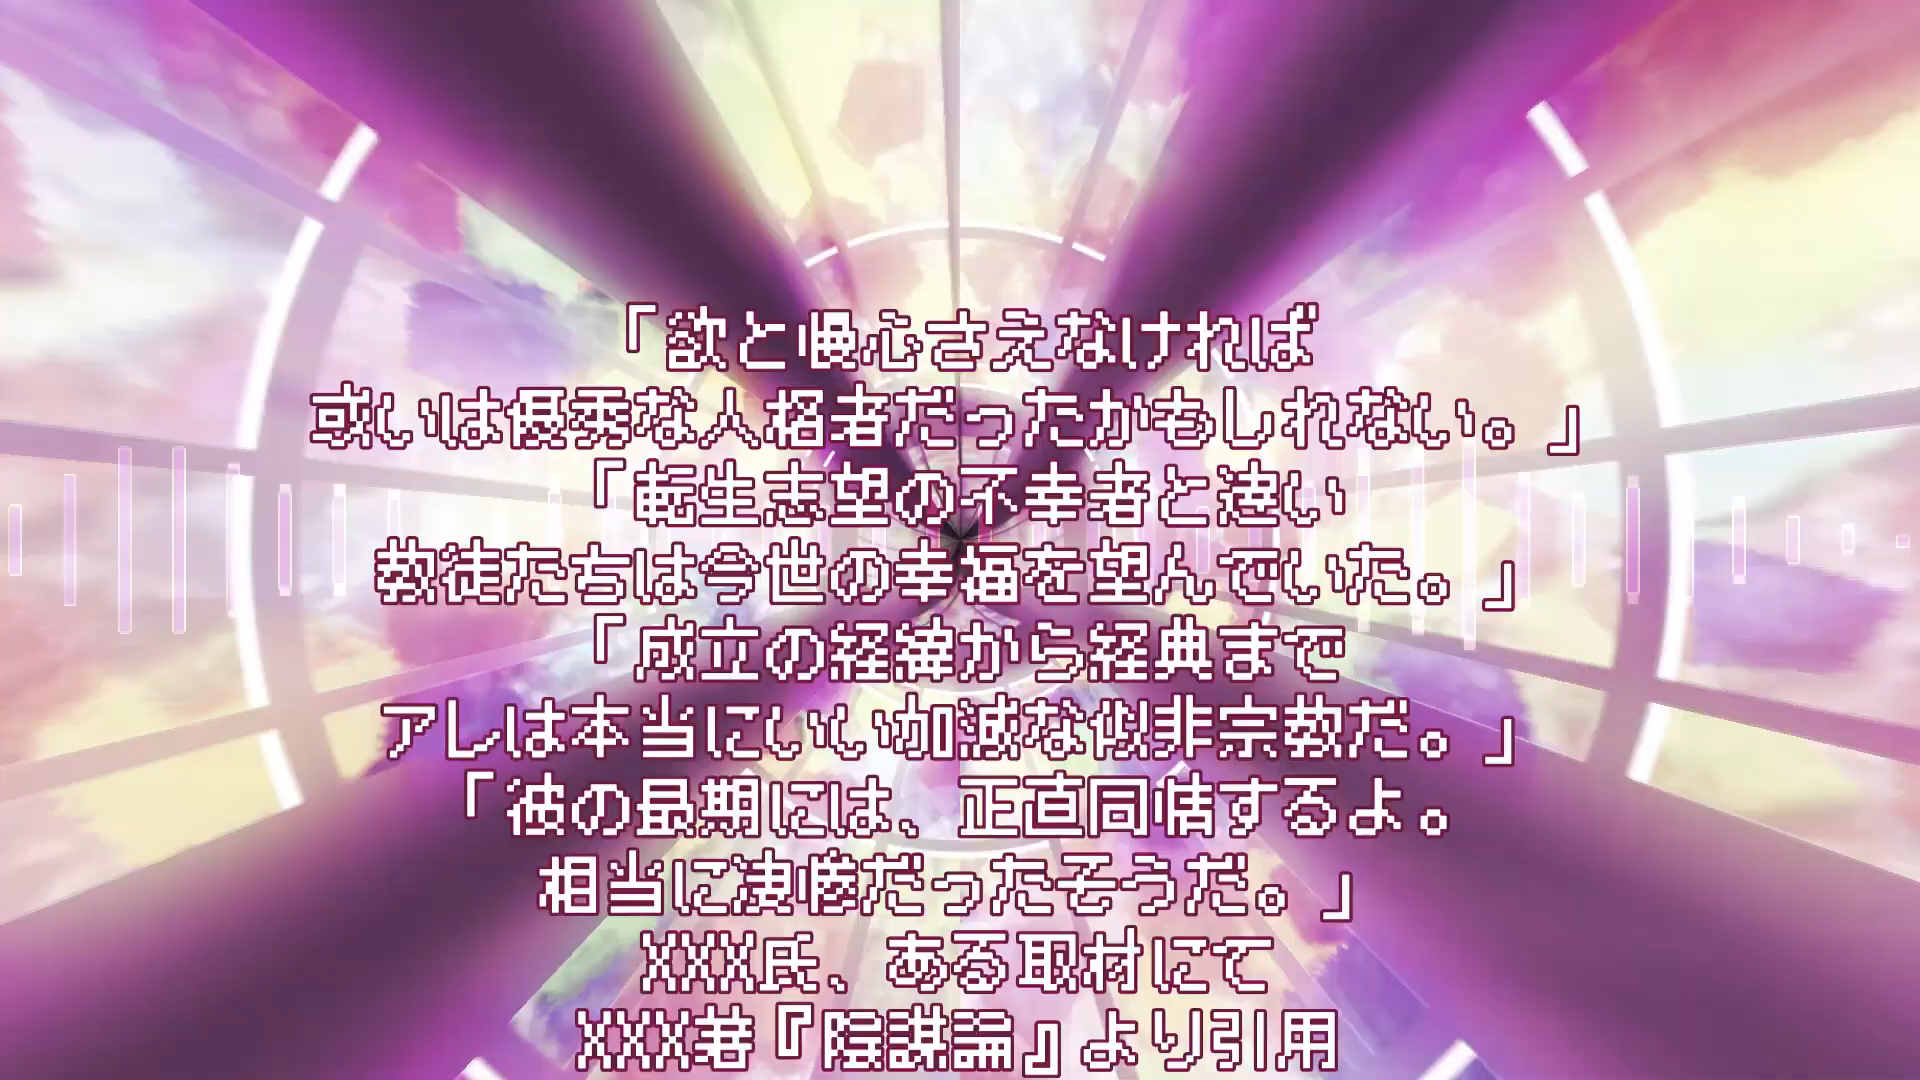 「欲と慢心さえなければ
或いは優秀な人格者だったかもしれない。」
「転生志望の不幸者と違い
教徒たちは今世の幸福を望んでいた。」
「成立の経緯から経典まで
アレは本当にいい加減な似非宗教だ。」
「彼の最期には、正直同情するよ。
相当に凄惨だったそうだ。」
XXX氏、ある取材にて
XXX著『陰謀論』より引用